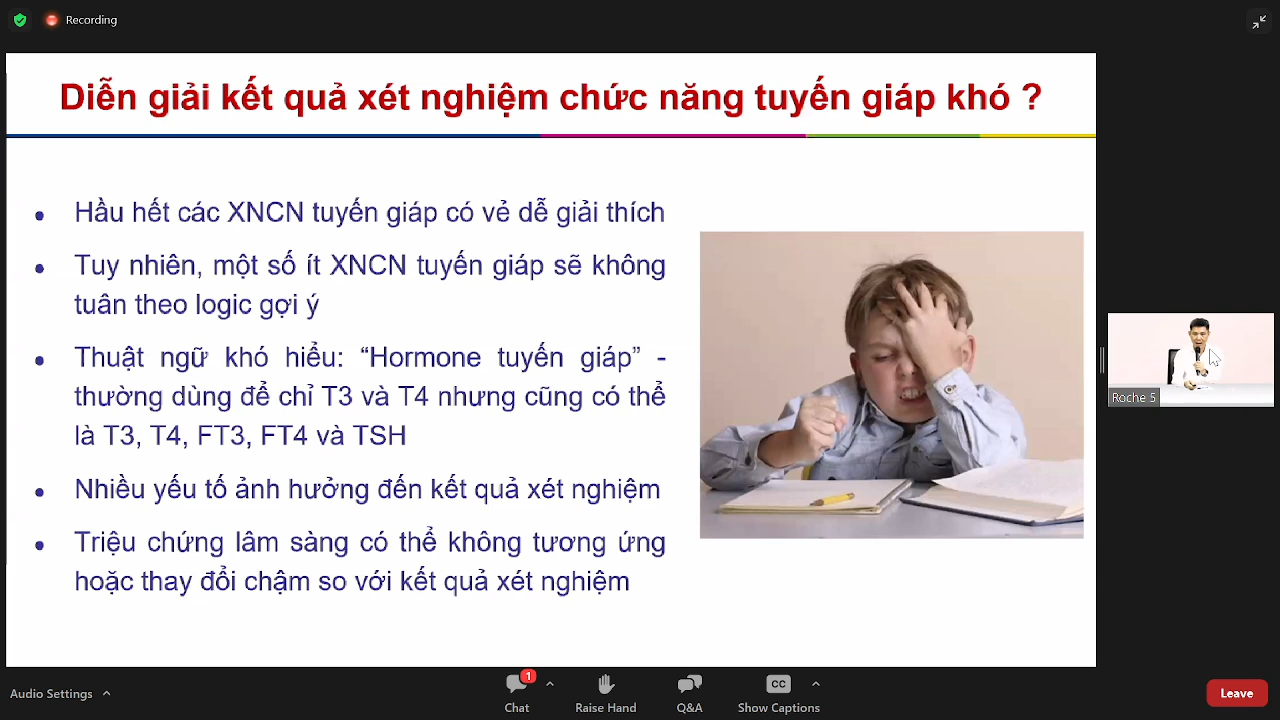 Recording
Diễn giải kết quả xét nghiệm chức năng tuyến giáp khó ?
• Hầu hết các XNCN tuyến giáp có vẻ dễ giải thích
• Tuy nhiên, một số ít XNCN tuyến giáp sẽ không
tuân theo logic gợi ý
• Thuật ngữ khó hiểu: “Hormone tuyến giáp” -
thường dùng để chỉ T3 và T4 nhưng cũng có thể
là T3, T4, FT3, FT4 và TSH
• Nhiều yếu tố ảnh hưởng đến kết quả xét nghiệm
• Triệu chứng lâm sàng có thể không tương ứng
hoặc thay đổi chậm so với kết quả xét nghiệm
Roche 5
Audio Settings
1
Chat
Raise Hand
Q&A
CC
Show Captions
Leave